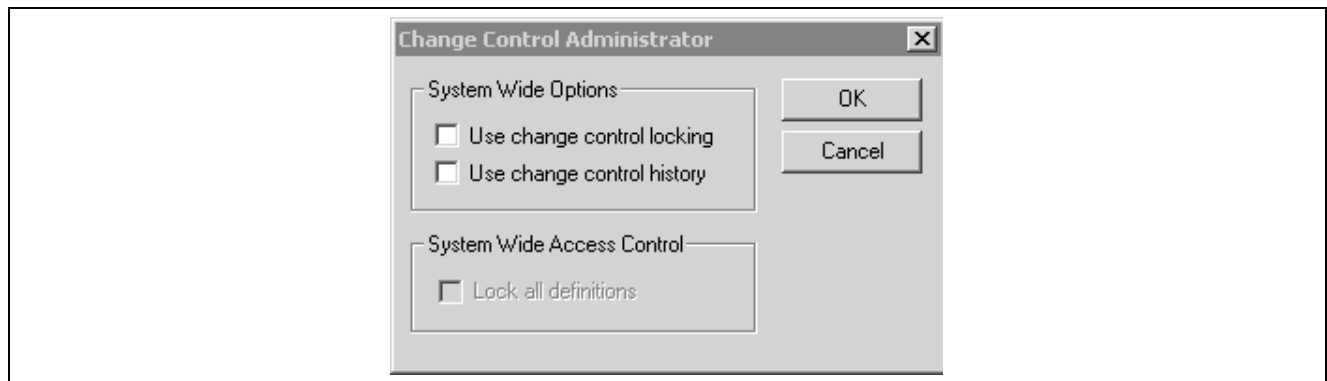 Change Control Administrator
System Wide Options
OK
Use change control locking
Cancel
Use change control history
System Wide Access Control
Lock all definitions